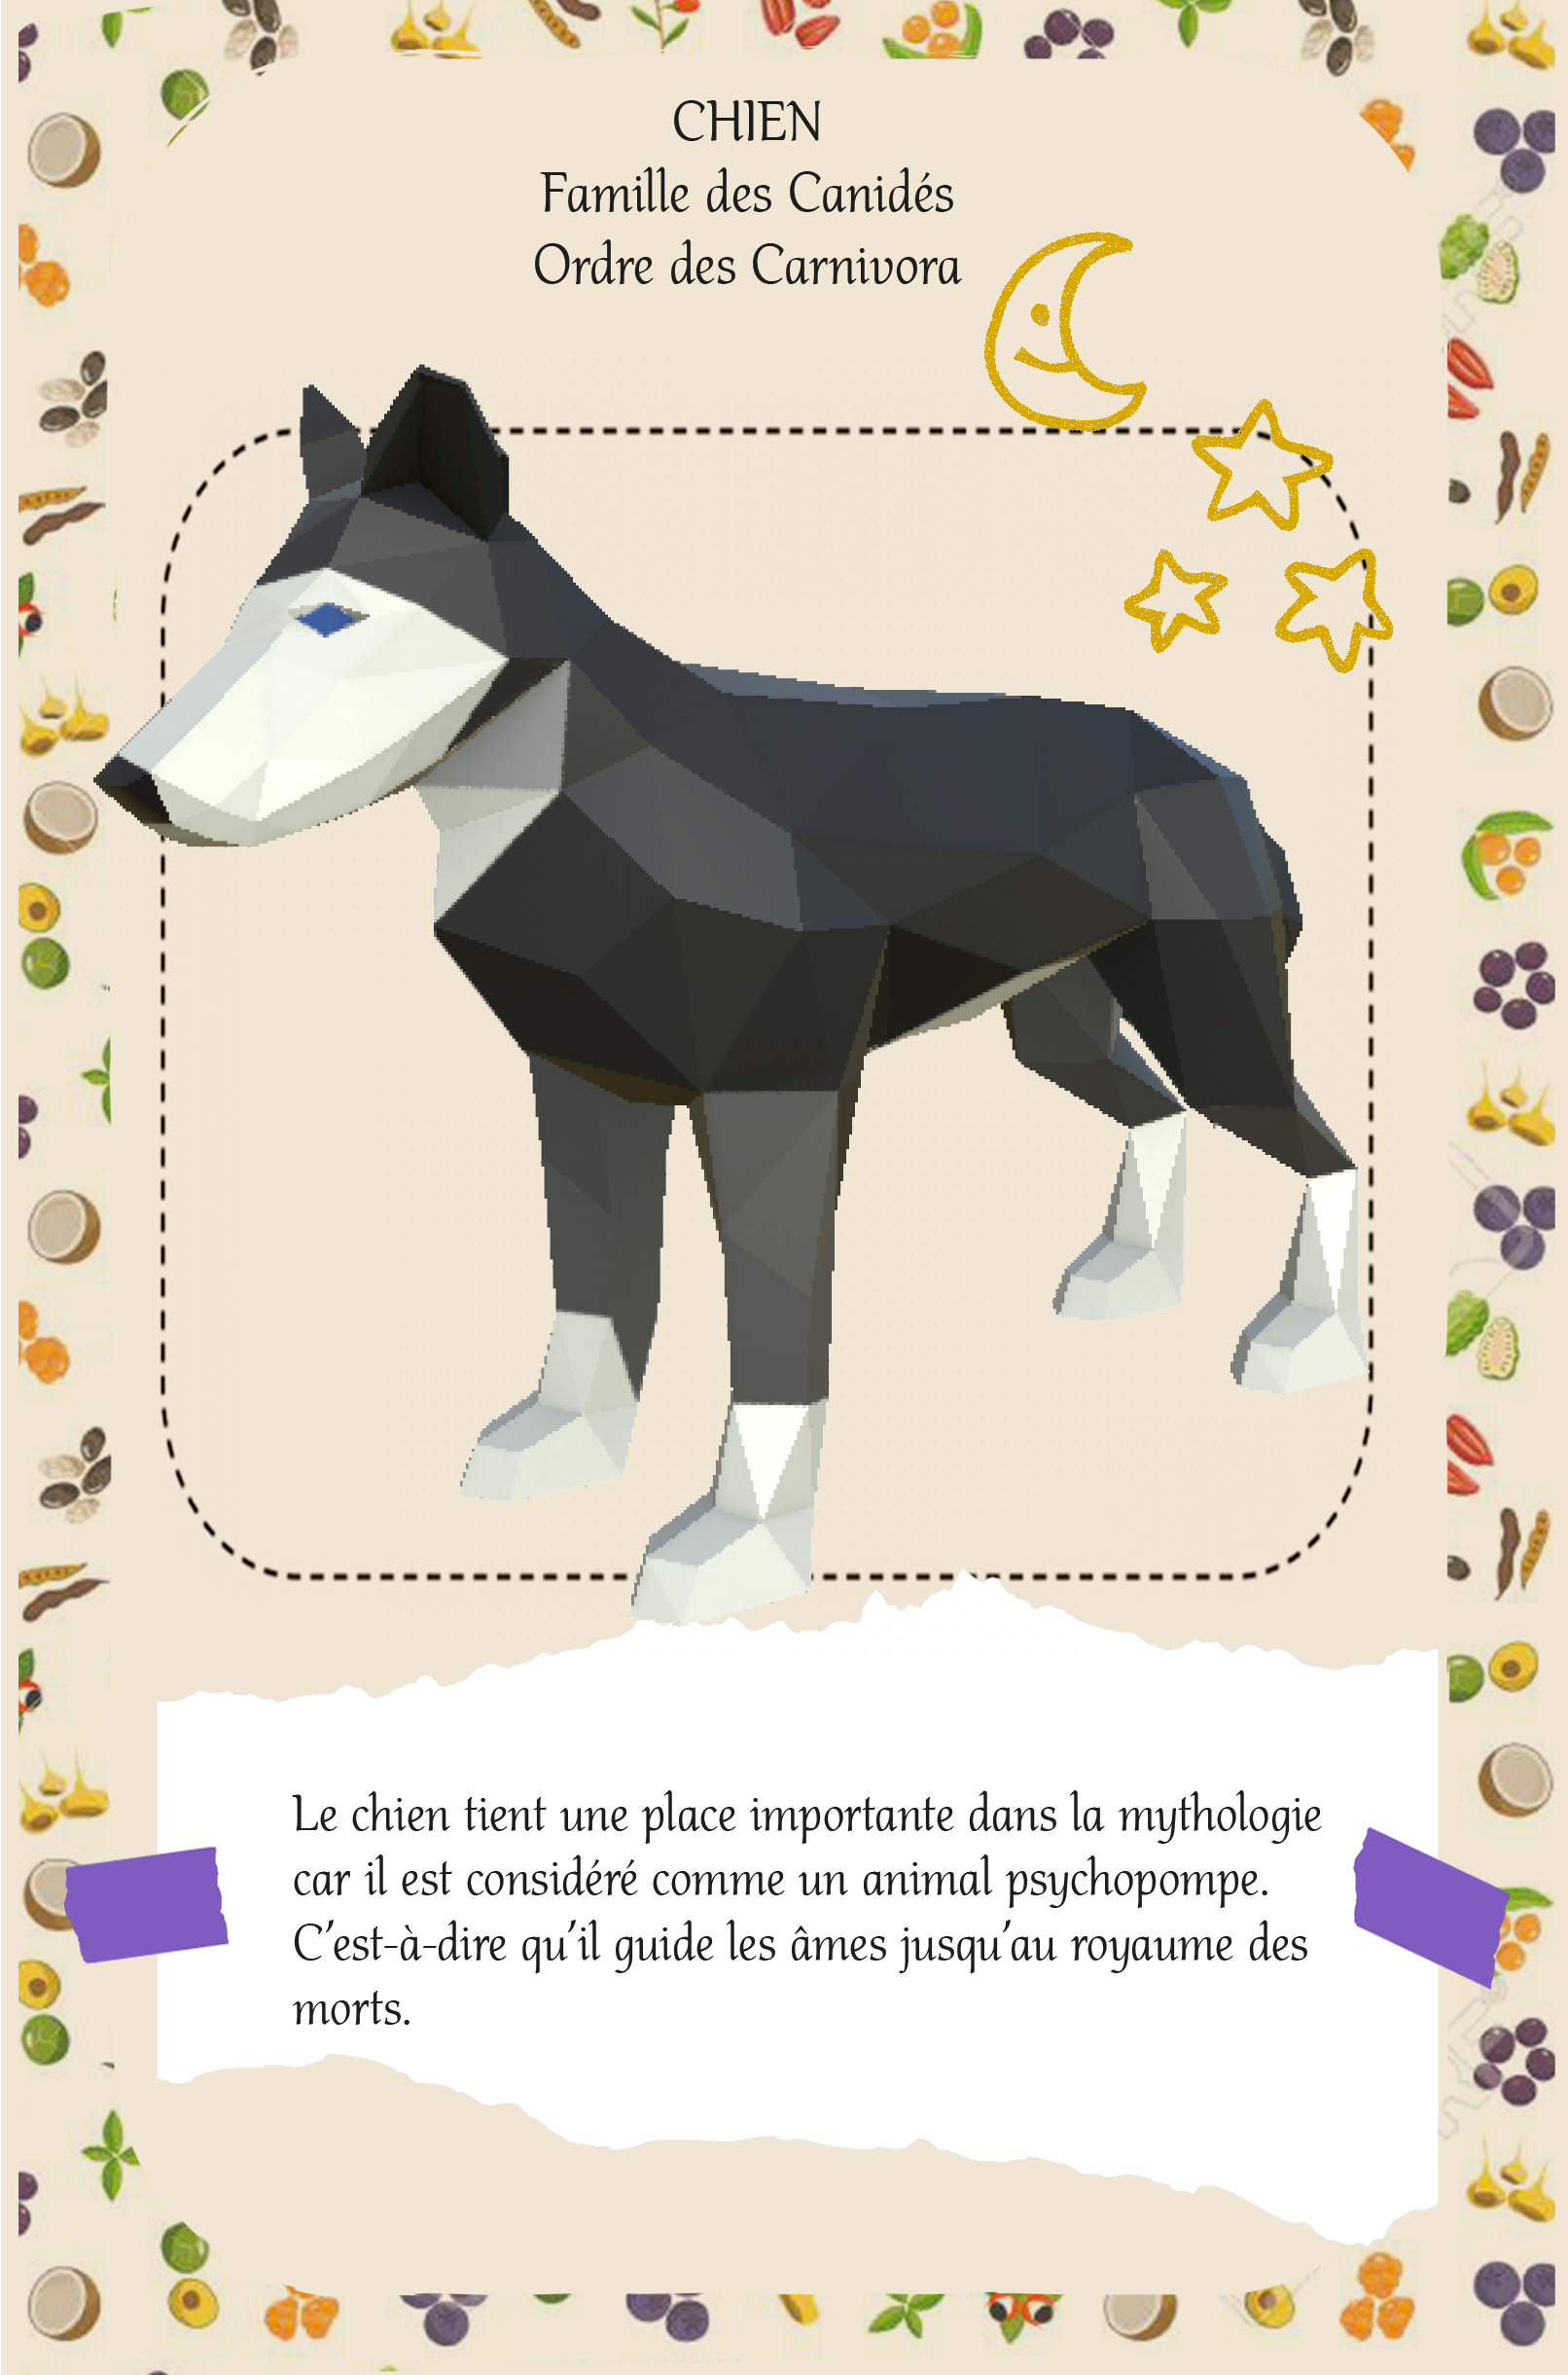 CHIEN
Famille des Canidés
Ordre des Carnivora
Le chien tient une place importante dans la mythologie
car il est considéré comme un animal psychopompe.
C’est-à-dire qu’il guide les âmes jusqu’au royaume des
morts.